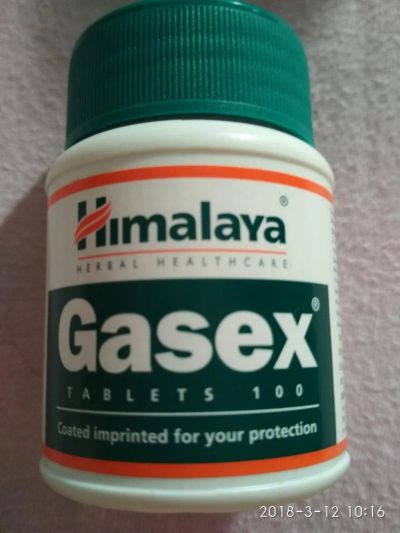 Himalaya®
HERBAL HEALTHCARE
Gasex®
TABLETS 100
Coated imprinted for your protection
2018-3-12 10:16